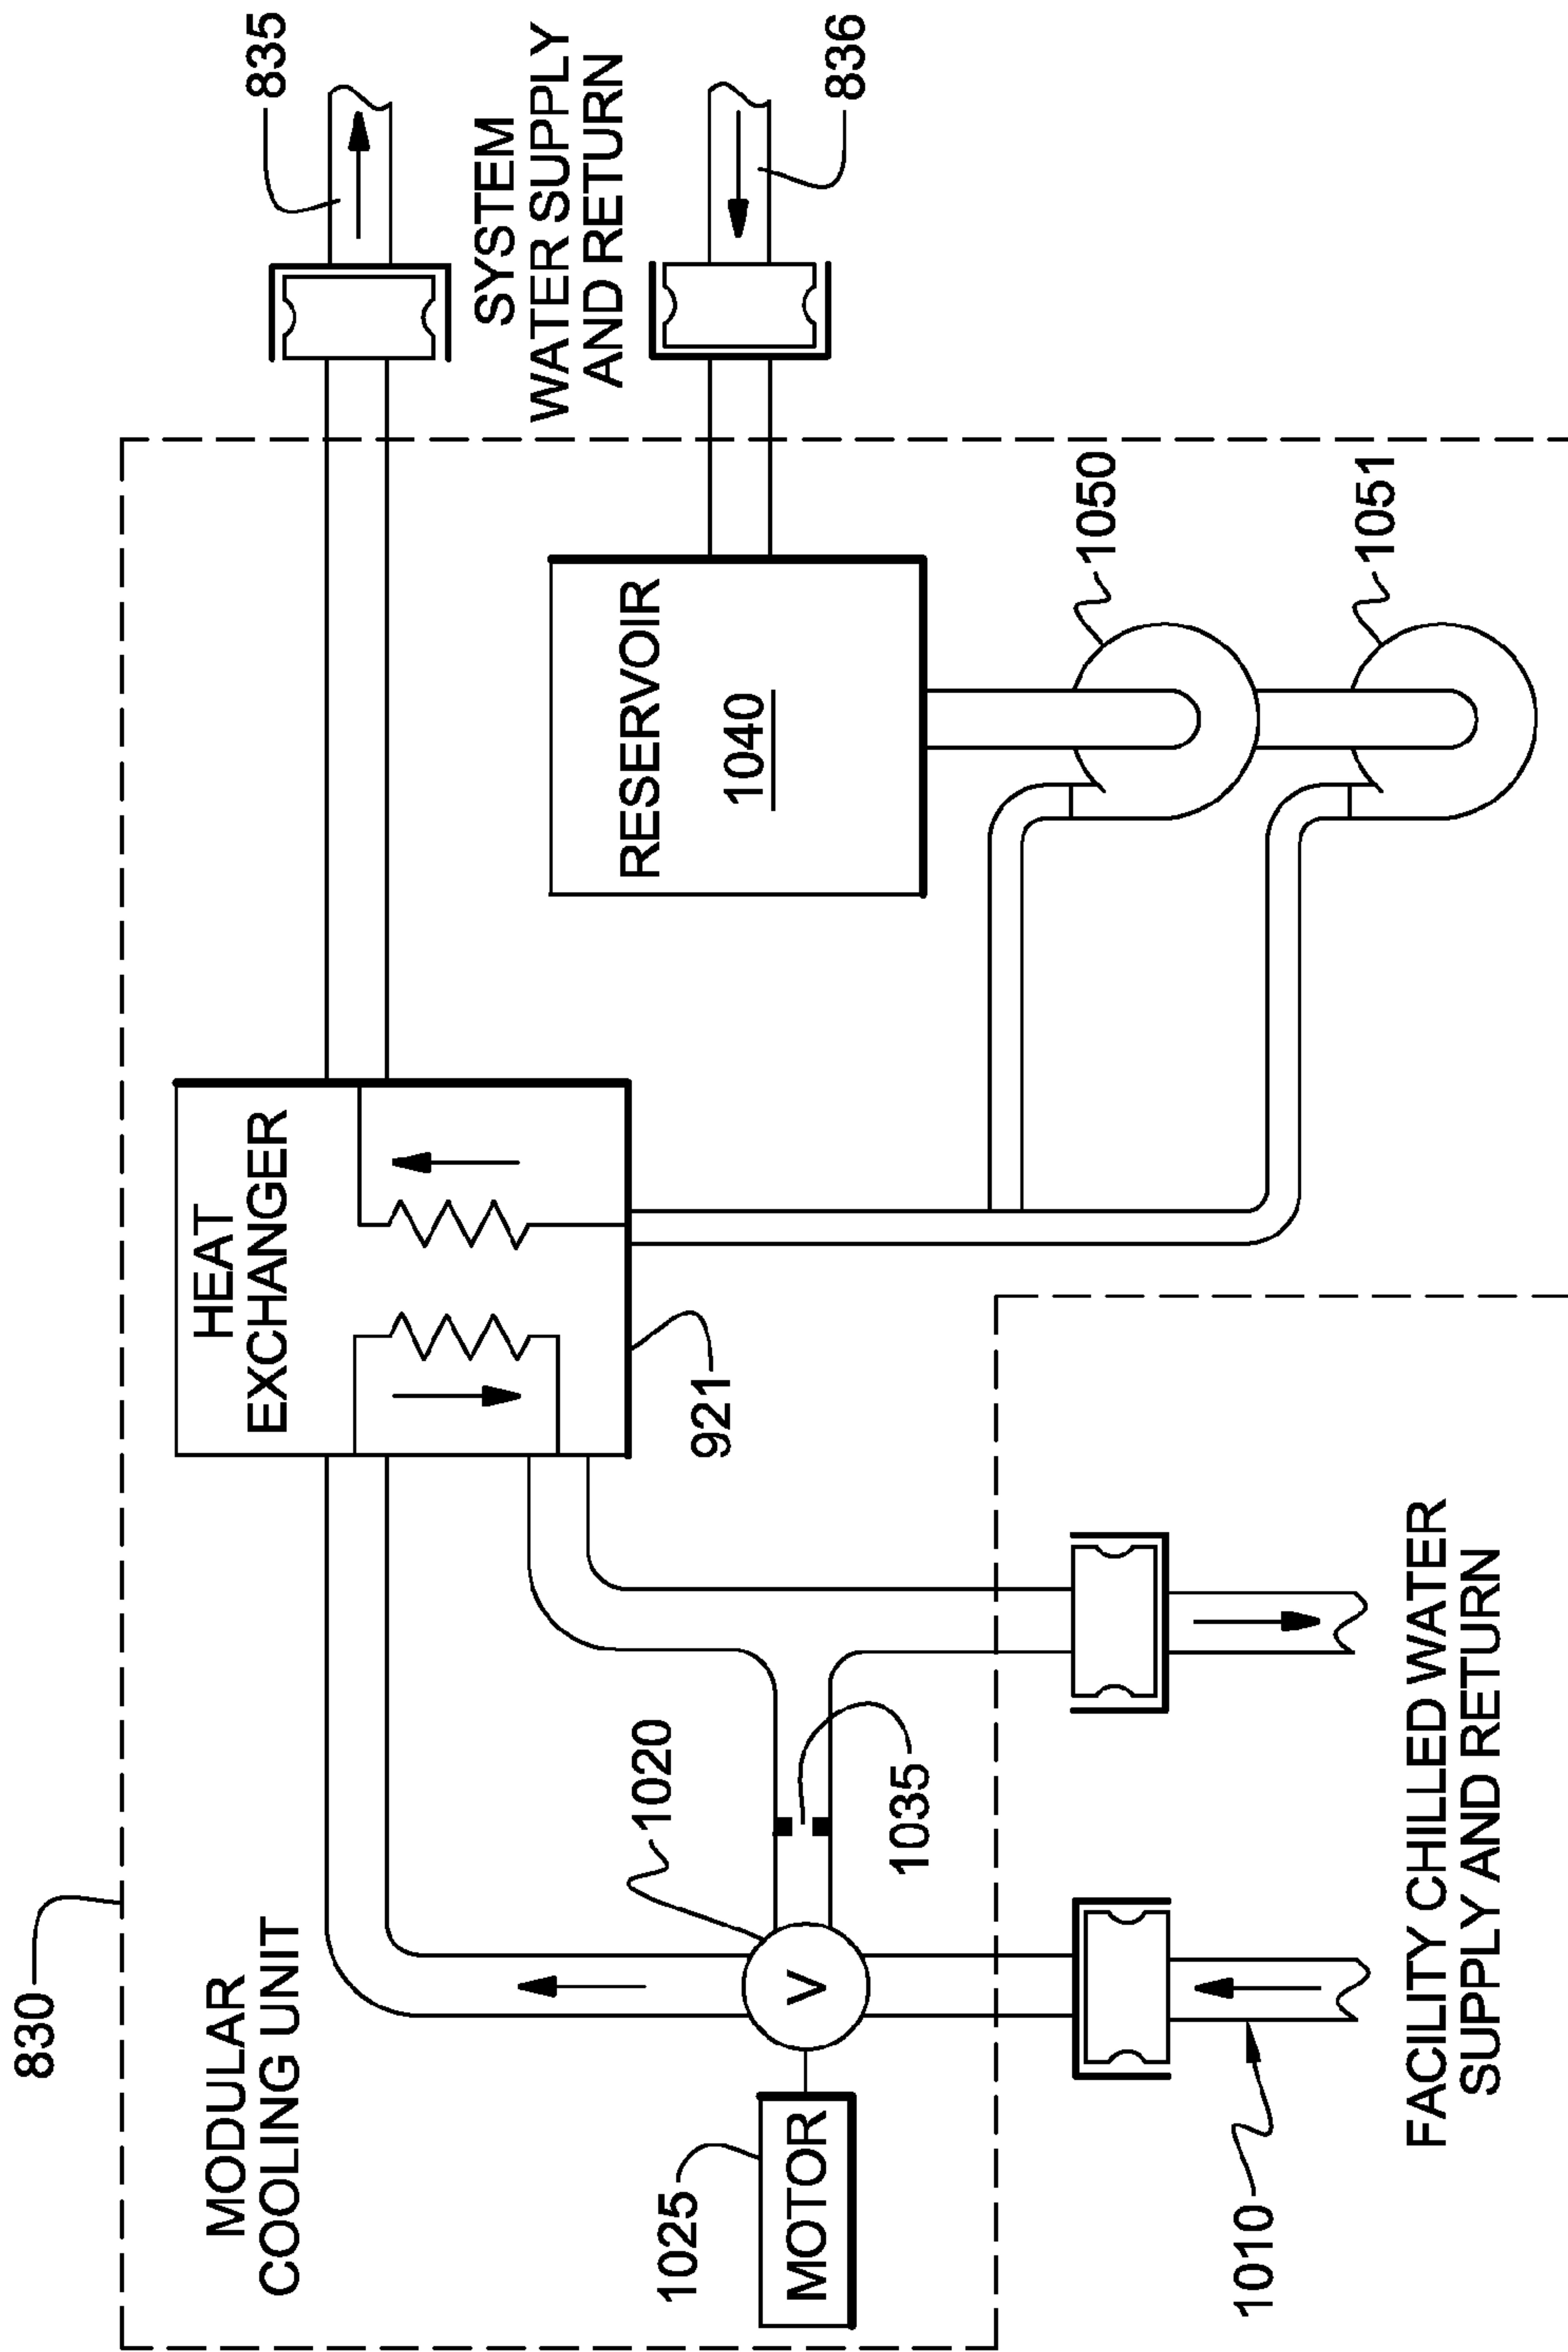 830
MODULAR
COOLING UNIT
HEAT
EXCHANGER
835
SYSTEM
WATER SUPPLY
AND RETURN
836
RESERVOIR
1040
921
1020
1025
MOTOR
V
1035
1050
1051
1010
FACILITY CHILLED WATER
SUPPLY AND RETURN